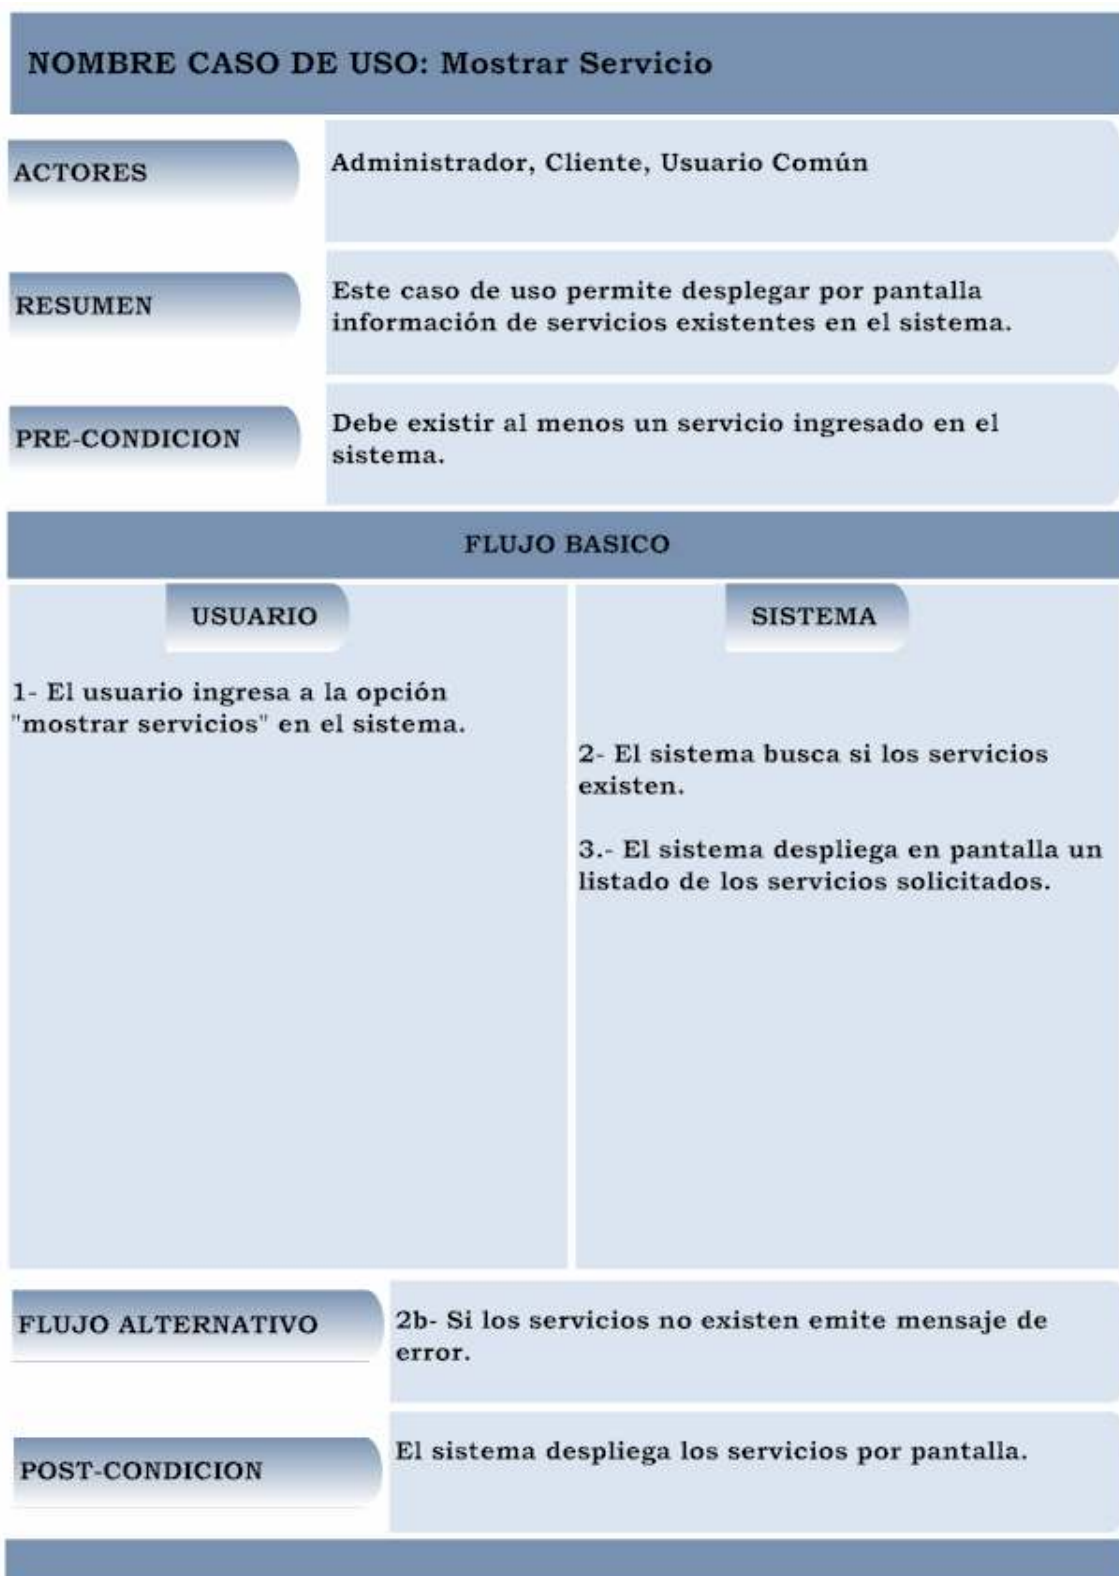 NOMBRE CASO DE USO: Mostrar Servicio
ACTORES
Administrador, Cliente, Usuario Común
RESUMEN
Este caso de uso permite desplegar por pantalla
información de servicios existentes en el sistema.
PRE-CONDICION
Debe existir al menos un servicio ingresado en el
sistema.
FLUJO BASICO
USUARIO
1- El usuario ingresa a la opción
"mostrar servicios" en el sistema.
SISTEMA
2- El sistema busca si los servicios
existen.
3.- El sistema despliega en pantalla un
listado de los servicios solicitados.
FLUJO ALTERNATIVO
2b- Si los servicios no existen emite mensaje de
error.
POST-CONDICION
El sistema despliega los servicios por pantalla.